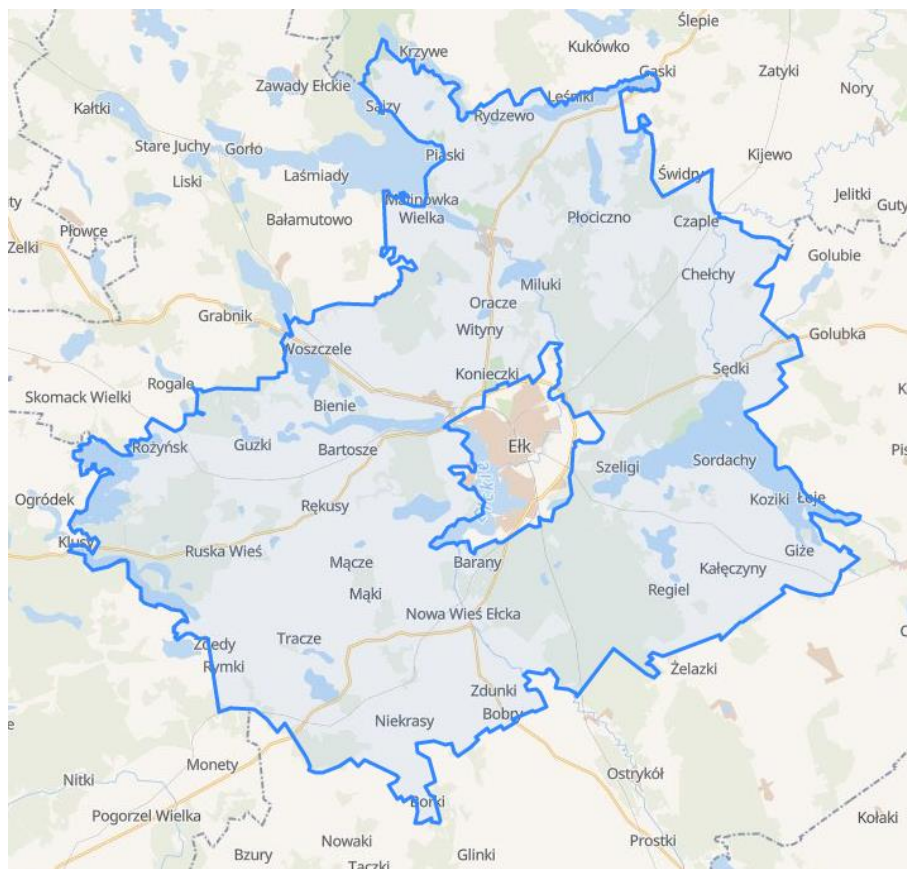 Ślepie
Krzywe
Kukówko
Zawady Ełckie
Gąski
Zatyki
Nory
Kałtki
Sajzy
Leśniki
Rydzewo
Stare Juchy
Gorło
Piaski
Kijewo
Liski
Laśmiady
Świdry
Malinówka
Wielka
Jelitki
Bałamutowo
Płociczno
Czaple
Guty
Płowce
Zelki
Golubie
Chełchy
Miluki
Oracze
Grabnik
Wityny
Golubka
Woszczele
Sędki
Konieczki
Rogale
Skomack Wielki
Bienie
Rożyńsk
Guzki
Bartosze
Ełk
Szeligi
Sordachy
Ogródek
Rękusy
Koziki
Łoje
Klusy
Ruska Wieś
Giże
Mącze
Barany
Kałęczyny
Mąki
Regiel
Nowa Wieś Ełcka
Zdedy
Tracze
Rymki
Żelazki
Zdunki
Bobry
Niekrasy
Monety
Nitki
Ostrykół
Borki
Pogorzel Wielka
Kołaki
Nowaki
Prostki
Bzury
Glinki
Taczki